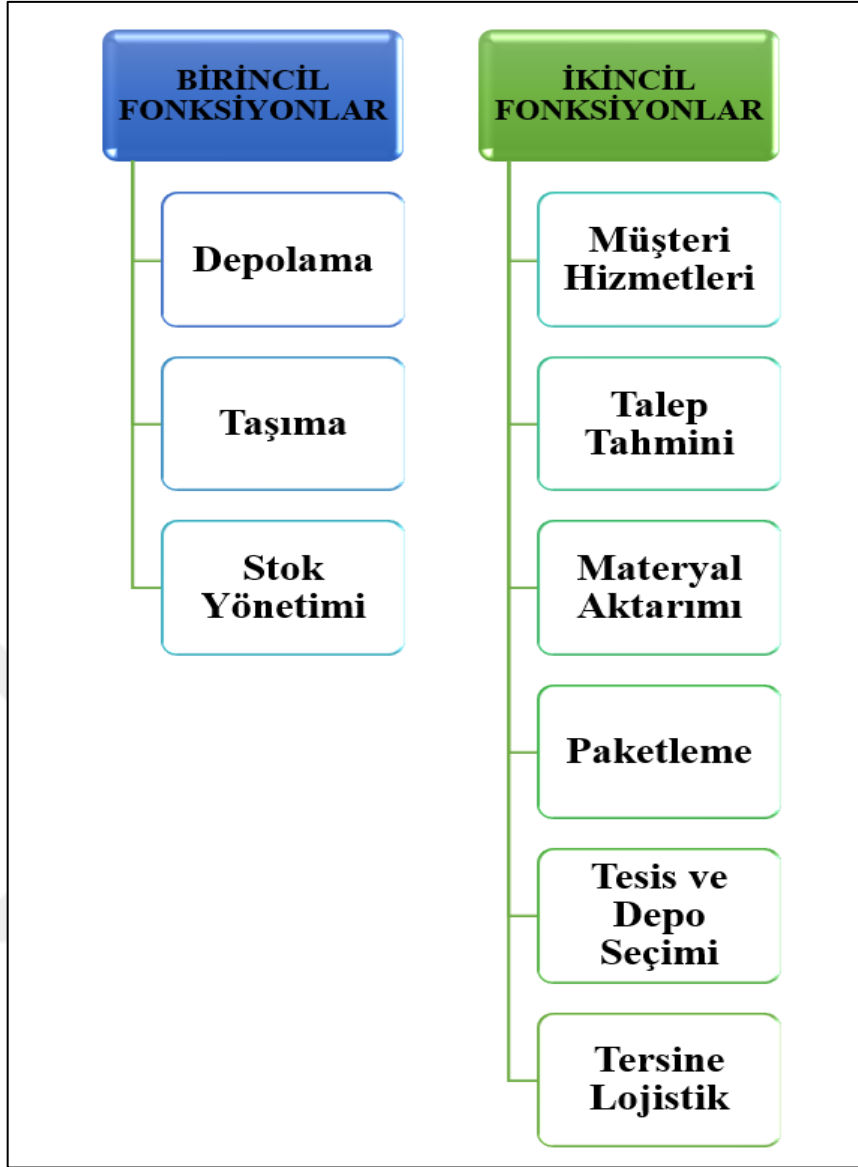 BİRİNCİL
FONKSİYONLAR
Depolama
Taşıma
Stok
Yönetimi
İKİNCİL
FONKSİYONLAR
Müşteri
Hizmetleri
Talep
Tahmini
Materyal
Aktarımı
Paketleme
Tesis ve
Depo
Seçimi
Tersine
Lojistik